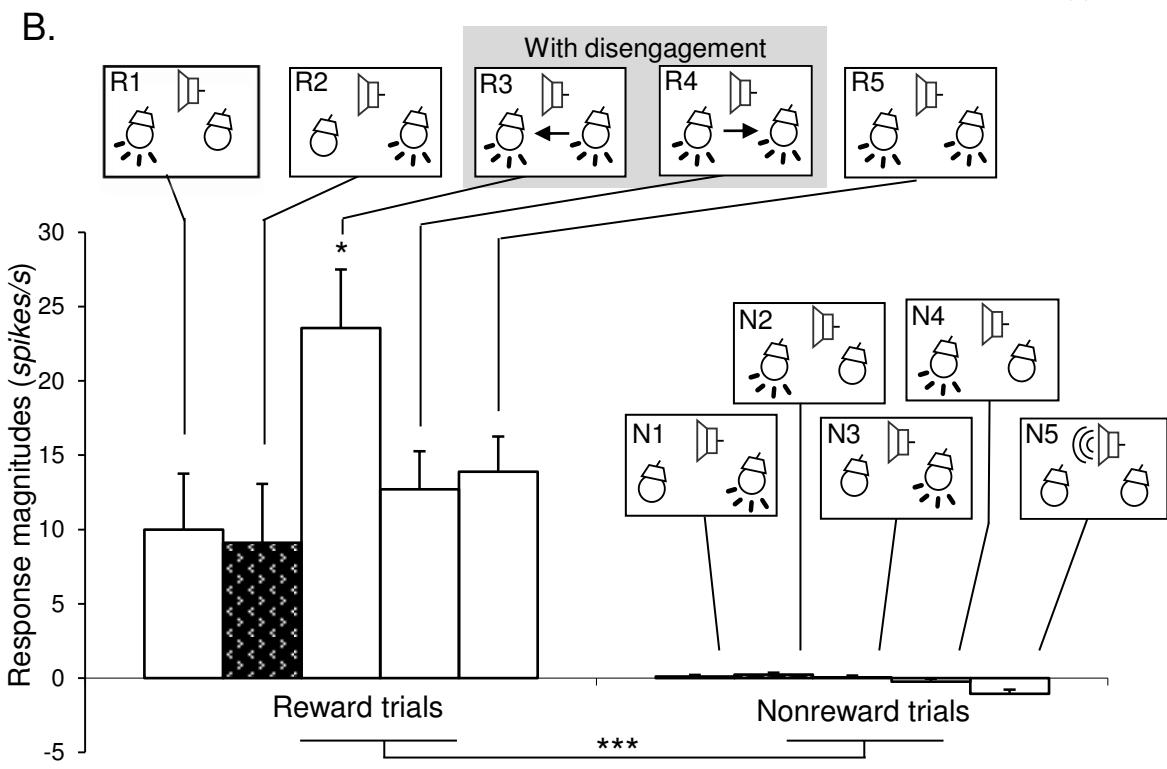 B.
With disengagement
R1
R2
R3
R4
R5
Response magnitudes (spikes/s)
30
25
20
15
10
5
0
-5
*
N1
N2
N3
N4
N5
Reward trials
Nonreward trials
***